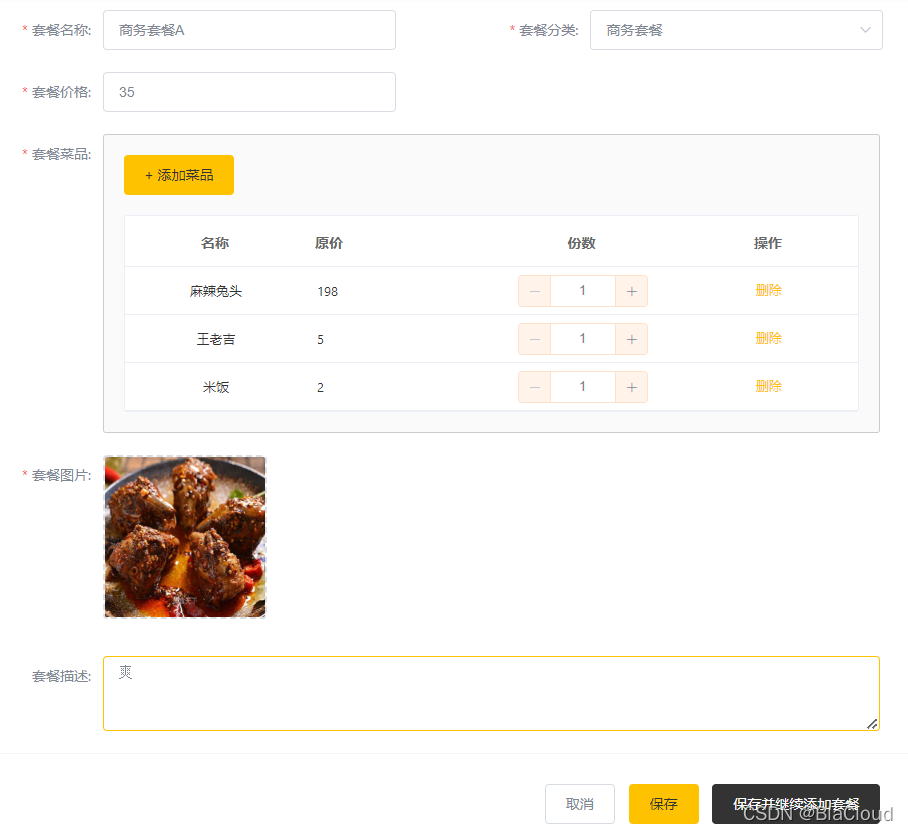 * 套餐名称: 商务套餐A * 套餐分类: 商务套餐
* 套餐价格: 35
* 套餐菜品:
+ 添加菜品
名称 原价 份数 操作
麻辣兔头 198 1 删除
王老吉 5 1 删除
米饭 2 1 删除
* 套餐图片:
套餐描述: 爽
取消 保存 保存并继续添加套餐
CSDN @BlaCloud